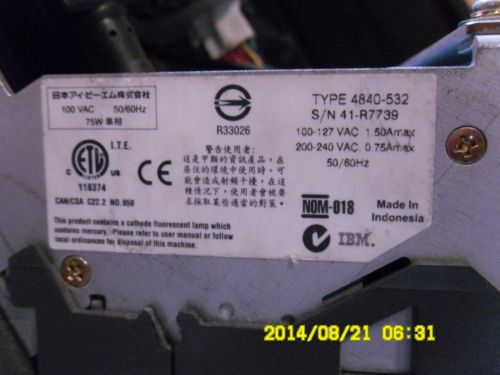 日本アイ・ビーエム株式会社
100 VAC 50/60Hz
75W 単相
R33026
TYPE 4840-532
S/N 41-R7739
100-127 VAC 1.50Amax
200-240 VAC 0.75Amax
50/60Hz
I.T.E.
C ETL US
LISTED
118374
CE
CAN/CSA C22.2 NO.950
警告使用者:
這是甲類的資訊產品,在
居住的環境中使用時,可
能會造成射頻干擾,在這
種情況下,使用者會被要
求採取某些適當的對策.
NOM-018
Made in
Indonesia
IBM.
This product contains a cathode fluorescent lamp which
contains mercury. Please refer to user manual or follow
local ordinances for disposal of this machine.
2014/08/21 06:31